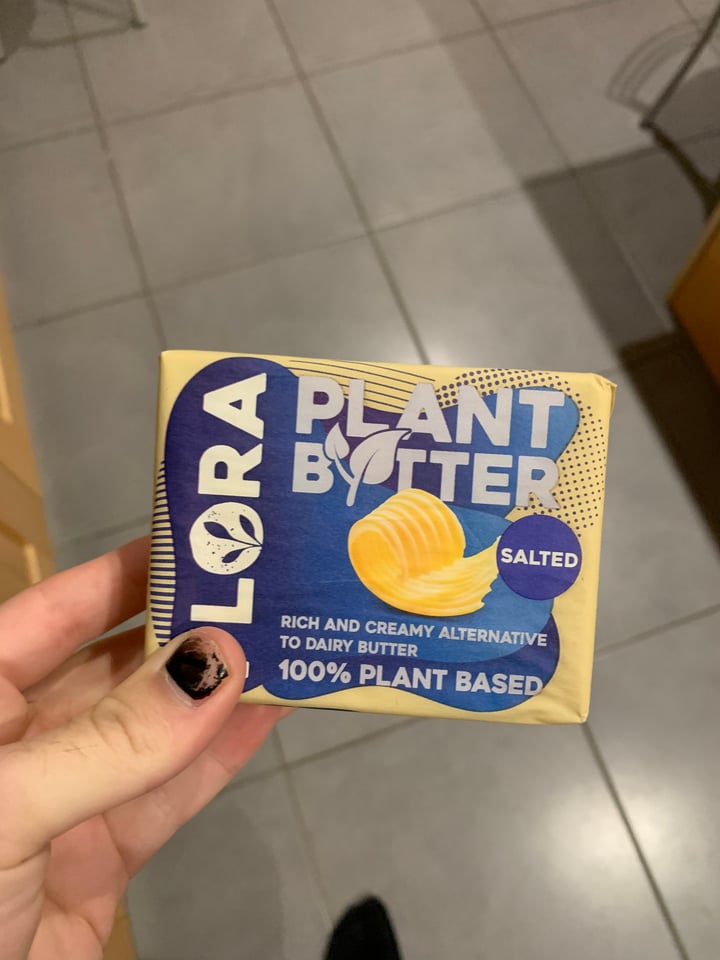 LORA
PLANT
BUTTER
SALTED
RICH AND CREAMY ALTERNATIVE
TO DAIRY BUTTER
100% PLANT BASED